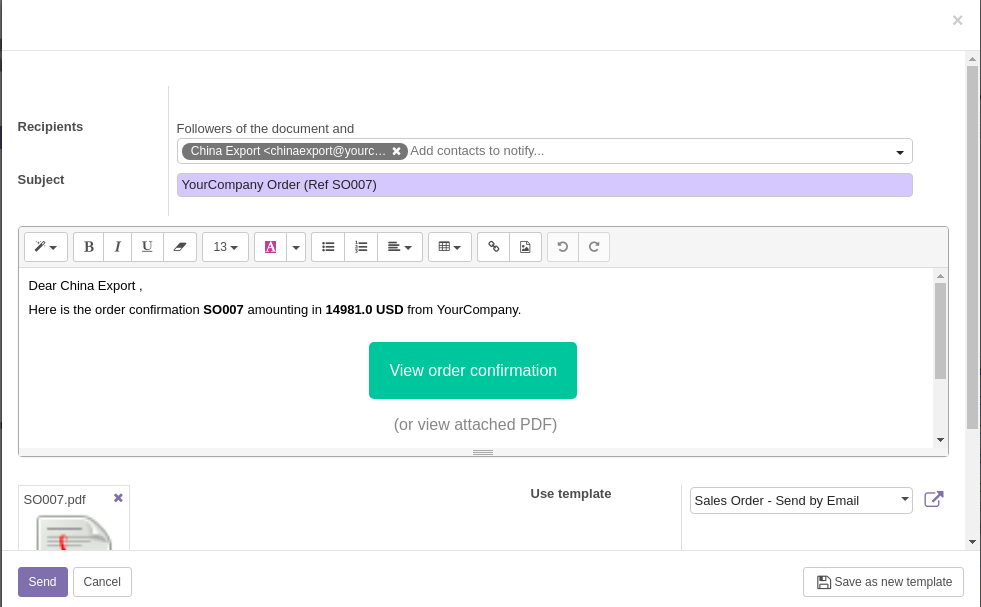 ×
Recipients
Followers of the document and
China Export <chinaexport@yourc... ✖ Add contacts to notify...
Subject
YourCompany Order (Ref SO007)
B I U 13 A
Dear China Export ,
Here is the order confirmation SO007 amounting in 14981.0 USD from YourCompany.
View order confirmation
(or view attached PDF)
SO007.pdf ✖
Use template
Sales Order - Send by Email
Send
Cancel
Save as new template